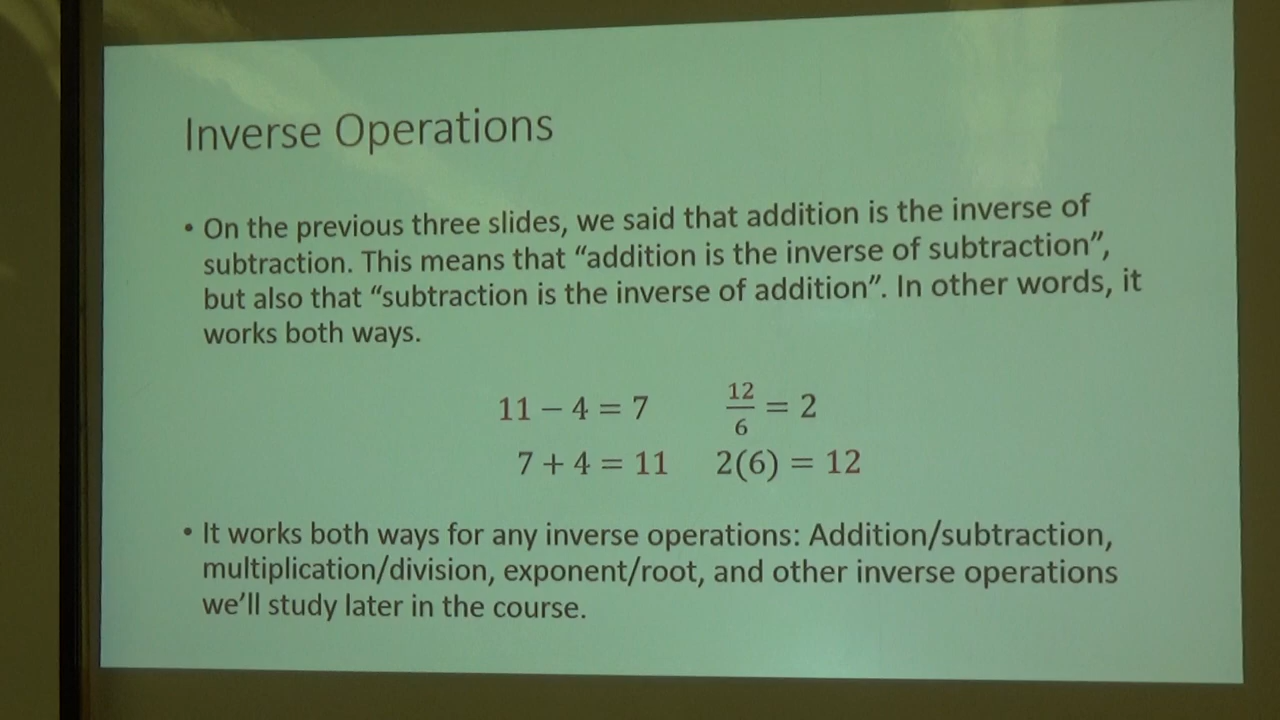 Inverse Operations
• On the previous three slides, we said that addition is the inverse of
subtraction. This means that “addition is the inverse of subtraction”,
but also that “subtraction is the inverse of addition”. In other words, it
works both ways.
11 − 4 = 7    12/6 = 2
7 + 4 = 11    2(6) = 12
• It works both ways for any inverse operations: Addition/subtraction,
multiplication/division, exponent/root, and other inverse operations
we’ll study later in the course.